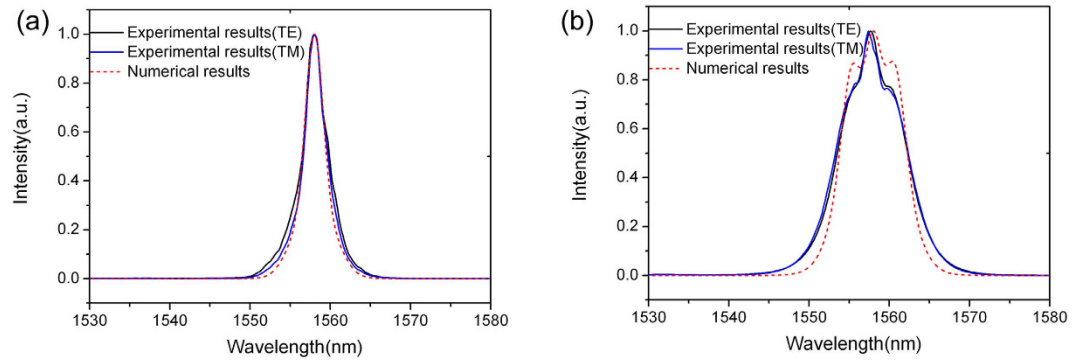 (a)
Experimental results(TE)
Experimental results(TM)
Numerical results
Intensity(a.u.)
1.0
0.8
0.6
0.4
0.2
0.0
1530 1540 1550 1560 1570 1580
Wavelength(nm)
(b)
Experimental results(TE)
Experimental results(TM)
Numerical results
Intensity(a.u.)
1.0
0.8
0.6
0.4
0.2
0.0
1530 1540 1550 1560 1570 1580
Wavelength(nm)